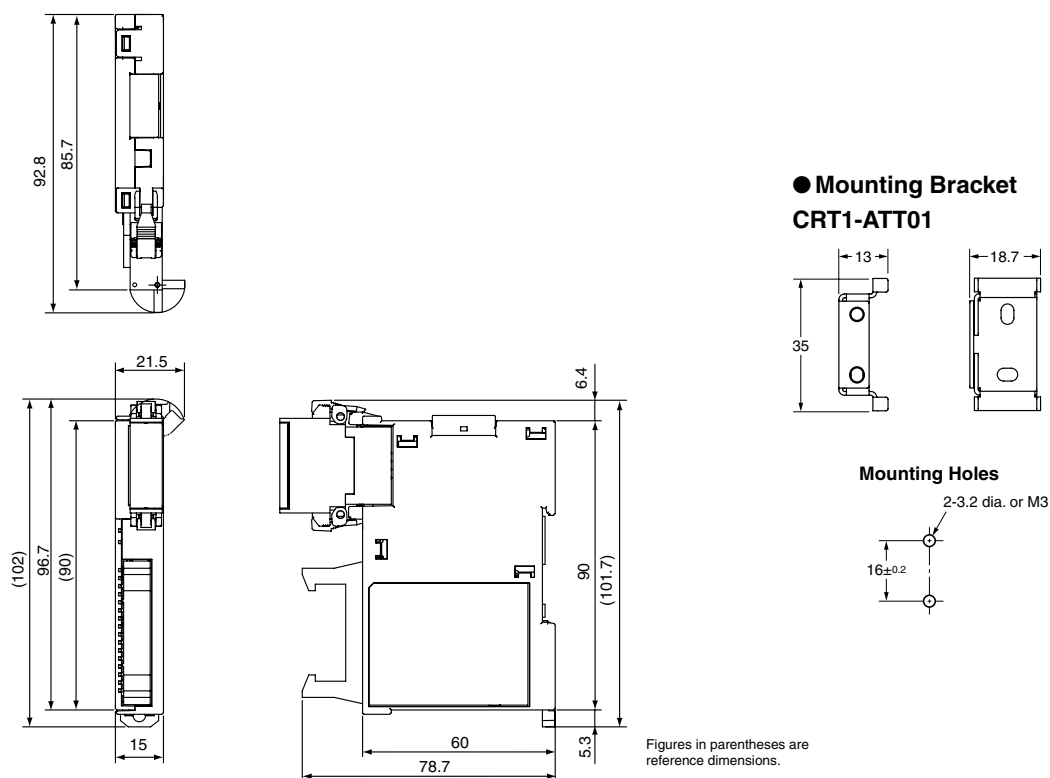 92.8
85.7
● Mounting Bracket
CRT1-ATT01
13
18.7
35
21.5
6.4
(102)
96.7
(90)
90
(101.7)
Mounting Holes
2-3.2 dia. or M3
16±0.2
15
60
5.3
78.7
Figures in parentheses are
reference dimensions.